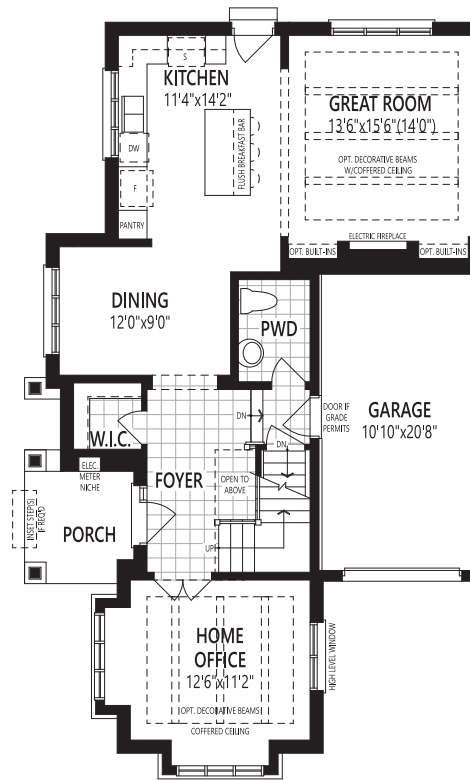 S
KITCHEN
11'4"x14'2"
DW
F
PANTRY
FLUSH BREAKFAST BAR
GREAT ROOM
13'6"x15'6"(14'0")
OPT. DECORATIVE BEAMS
W/COFFERED CEILING
ELECTRIC FIREPLACE
OPT. BUILT-INS
OPT. BUILT-INS
DINING
12'0"x9'0"
PWD
DN
DOOR IF
GRADE
PERMITS
GARAGE
10'10"x20'8"
W.I.C.
DN
ELEC.
METER
NICHE
FOYER
OPEN TO
ABOVE
INSET STEP(S)
IF REQ'D
PORCH
UP
HOME
OFFICE
12'6"x11'2"
OPT. DECORATIVE BEAMS
COFFERED CEILING
HIGH LEVEL WINDOW